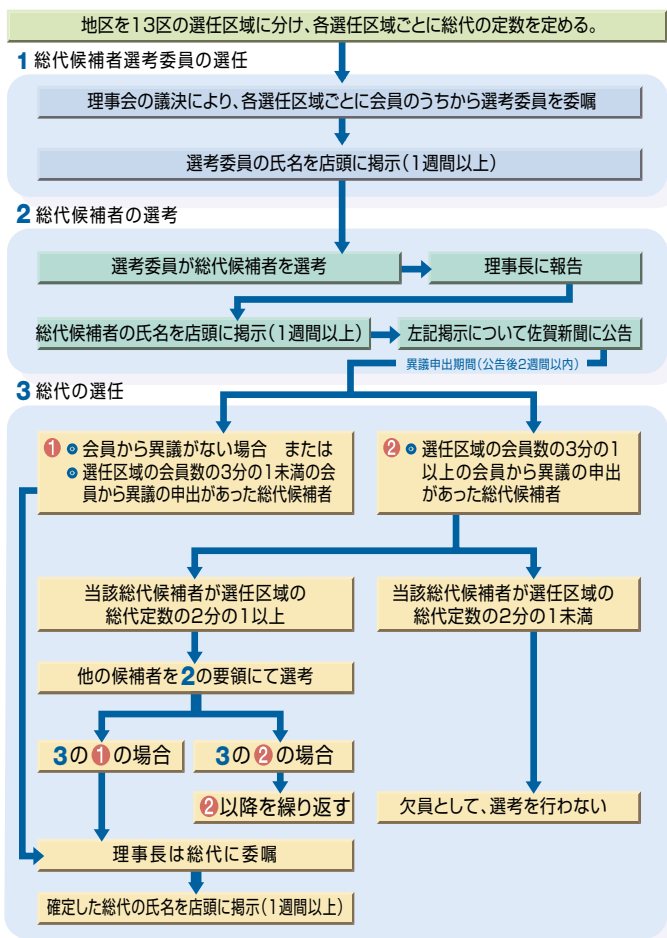 地区を13区の選任区域に分け、各選任区域ごとに総代の定数を定める。
1 総代候補者選考委員の選任
理事会の議決により、各選任区域ごとに会員のうちから選考委員を委嘱
選考委員の氏名を店頭に掲示(1週間以上)
2 総代候補者の選考
選考委員が総代候補者を選考
理事長に報告
総代候補者の氏名を店頭に掲示(1週間以上)
左記掲示について佐賀新聞に公告
異議申出期間(公告後2週間以内)
3 総代の選任
❶ ◉ 会員から異議がない場合 または
◉ 選任区域の会員数の3分の1未満の会
員から異議の申出があった総代候補者
❷ ◉ 選任区域の会員数の3分の1
以上の会員から異議の申出
があった総代候補者
当該総代候補者が選任区域の
総代定数の2分の1以上
当該総代候補者が選任区域の
総代定数の2分の1未満
他の候補者を2の要領にて選考
3の❶の場合
3の❷の場合
❷以降を繰り返す
欠員として、選考を行わない
理事長は総代に委嘱
確定した総代の氏名を店頭に掲示(1週間以上)